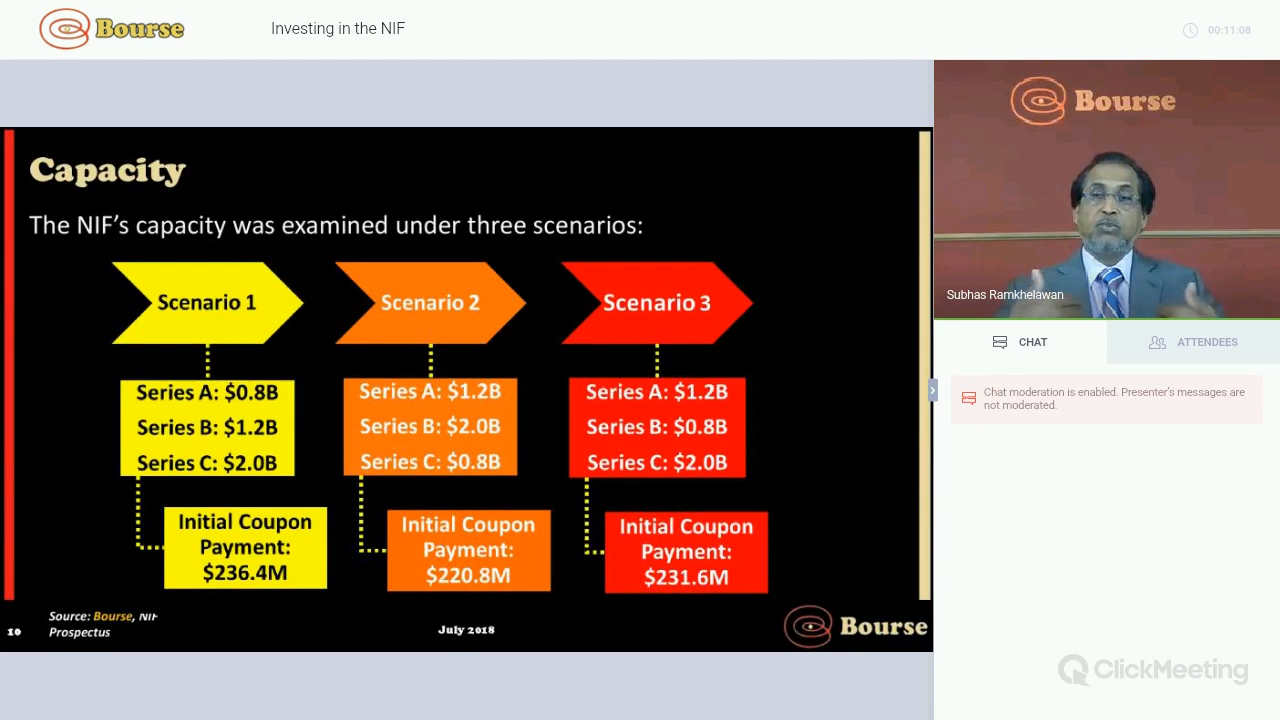 Bourse
Investing in the NIF
00:11:08
Capacity
The NIF's capacity was examined under three scenarios:
Scenario 1
Scenario 2
Scenario 3
Series A: $0.8B
Series B: $1.2B
Series C: $2.0B
Series A: $1.2B
Series B: $2.0B
Series C: $0.8B
Series A: $1.2B
Series B: $0.8B
Series C: $2.0B
Initial Coupon
Payment:
$236.4M
Initial Coupon
Payment:
$220.8M
Initial Coupon
Payment:
$231.6M
10
Source: Bourse, NIF
Prospectus
July 2018
Bourse
Bourse
Subhas Ramkhelawan
CHAT
ATTENDEES
Chat moderation is enabled. Presenter's messages are
not moderated.
ClickMeeting